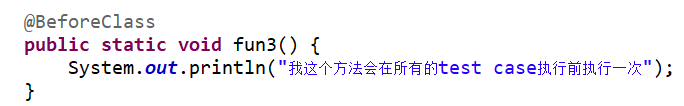 @BeforeClass
public static void fun3() {
    System.out.println("我这个方法会在所有的test case执行前执行一次");
}